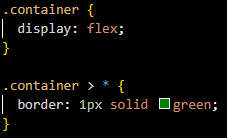 .container {
  display: flex;
}

.container > * {
  border: 1px solid green;
}